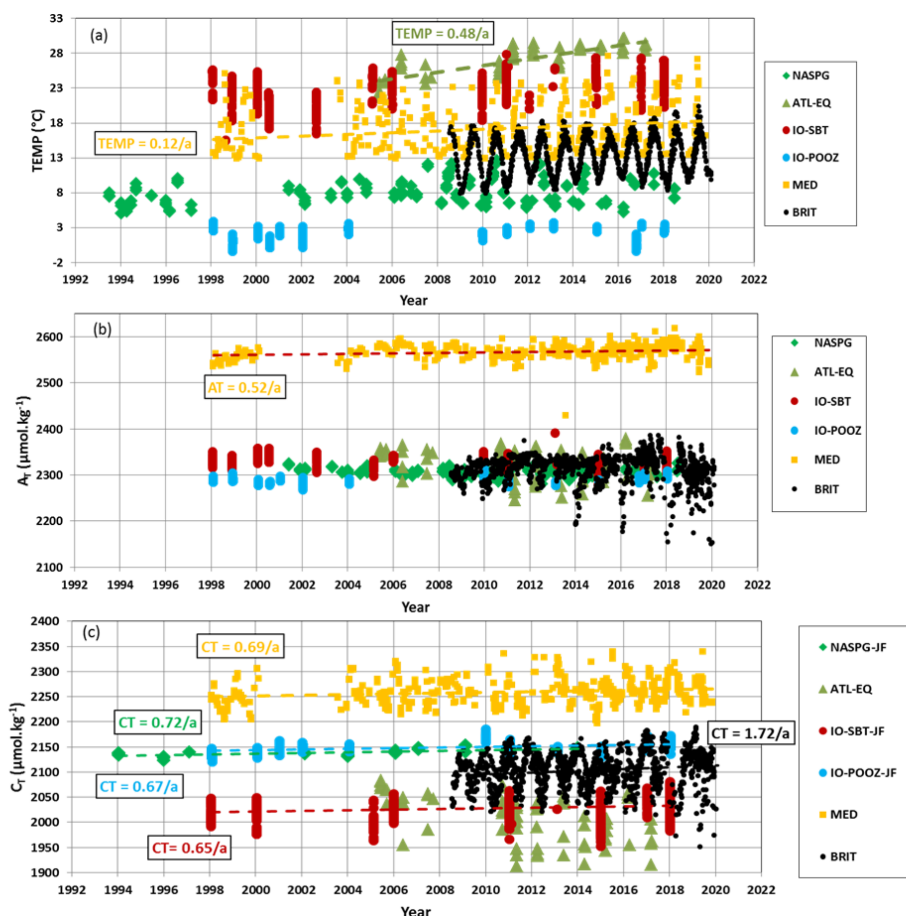 (a)
TEMP = 0.48/a
TEMP = 0.12/a
TEMP (°C)
33
28
23
18
13
8
3
-2
1992 1994 1996 1998 2000 2002 2004 2006 2008 2010 2012 2014 2016 2018 2020 2022
Year
NASPG
ATL-EQ
IO-SBT
IO-POOZ
MED
BRIT
(b)
AT = 0.52/a
AT (µmol.kg-1)
2600
2500
2400
2300
2200
2100
1992 1994 1996 1998 2000 2002 2004 2006 2008 2010 2012 2014 2016 2018 2020 2022
Year
NASPG
ATL-EQ
IO-SBT
IO-POOZ
MED
BRIT
(c)
CT = 0.69/a
CT = 0.72/a
CT = 0.67/a
CT= 0.65/a
CT = 1.72/a
CT (µmol.kg-1)
2400
2350
2300
2250
2200
2150
2100
2050
2000
1950
1900
1992 1994 1996 1998 2000 2002 2004 2006 2008 2010 2012 2014 2016 2018 2020 2022
Year
NASPG-JF
ATL-EQ
IO-SBT-JF
IO-POOZ-JF
MED
BRIT